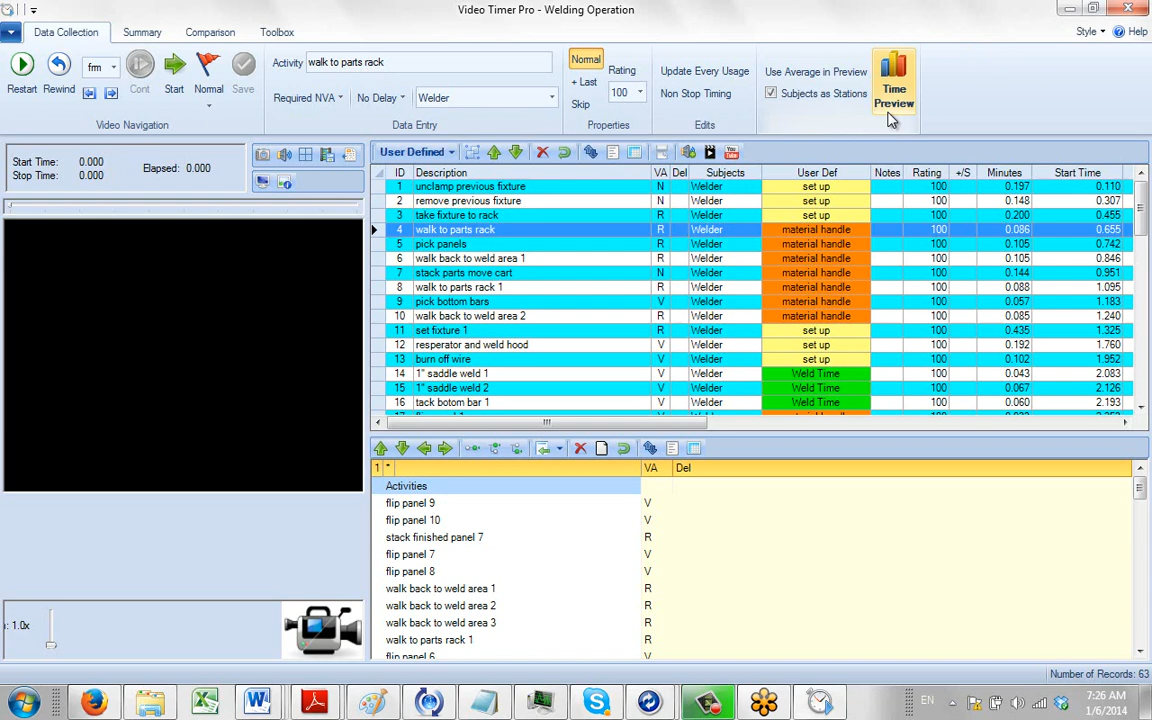 Video Timer Pro - Welding Operation
Data Collection Summary Comparison Toolbox Style Help
Restart Rewind frm Cont Start Normal Save
Video Navigation
Activity walk to parts rack
Required NVA No Delay Welder
Data Entry
Normal
+ Last
Skip
Rating
100
Properties
Update Every Usage
Non Stop Timing
Edits
Use Average in Preview
Subjects as Stations
Time
Preview
Start Time: 0.000
Stop Time: 0.000
Elapsed: 0.000
User Defined
ID Description VA Del Subjects User Def Notes Rating +/S Minutes Start Time
1 unclamp previous fixture N Welder set up 100 0.197 0.110
2 remove previous fixture N Welder set up 100 0.148 0.307
3 take fixture to rack R Welder set up 100 0.200 0.455
4 walk to parts rack R Welder material handle 100 0.086 0.655
5 pick panels R Welder material handle 100 0.105 0.742
6 walk back to weld area 1 R Welder material handle 100 0.105 0.846
7 stack parts move cart N Welder material handle 100 0.144 0.951
8 walk to parts rack 1 R Welder material handle 100 0.088 1.095
9 pick bottom bars V Welder material handle 100 0.057 1.183
10 walk back to weld area 2 R Welder material handle 100 0.085 1.240
11 set fixture 1 R Welder set up 100 0.435 1.325
12 resperator and weld hood V Welder set up 100 0.192 1.760
13 burn off wire V Welder set up 100 0.102 1.952
14 1" saddle weld 1 V Welder Weld Time 100 0.043 2.083
15 1" saddle weld 2 V Welder Weld Time 100 0.067 2.126
16 tack botom bar 1 V Welder Weld Time 100 0.060 2.193
1 * VA Del
Activities
flip panel 9 V
flip panel 10 V
stack finished panel 7 R
flip panel 7 V
flip panel 8 V
walk back to weld area 1 R
walk back to weld area 2 R
walk back to weld area 3 R
walk to parts rack 1 R
flip panel 6 V
: 1.0x
Number of Records: 63
EN
7:26 AM
1/6/2014